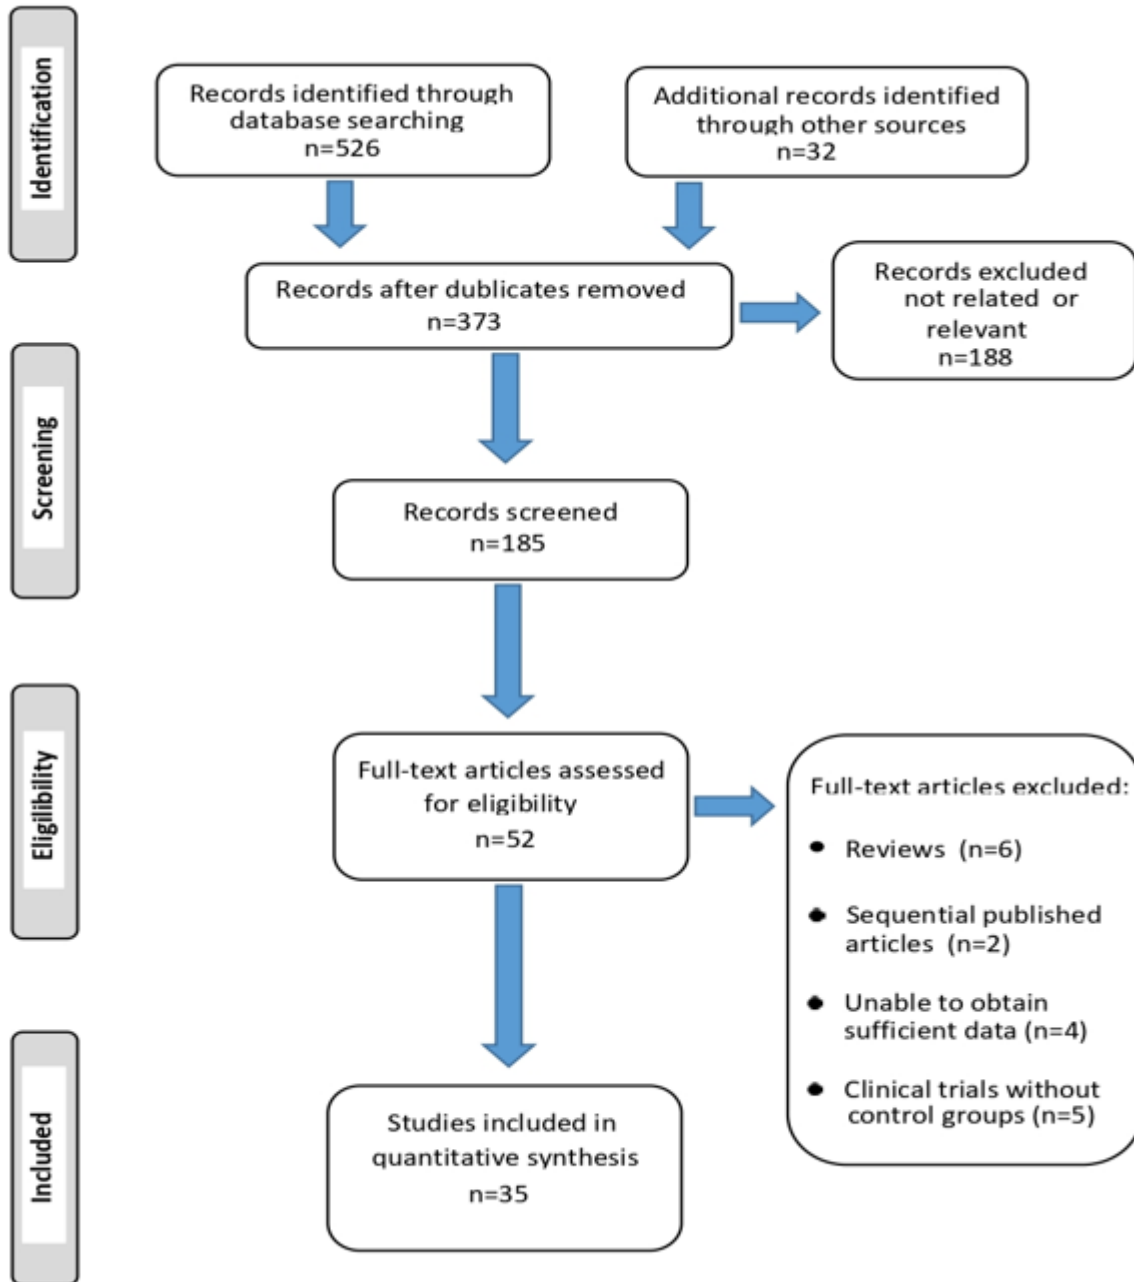 Identification
Records identified through
database searching
n=526
Additional records identified
through other sources
n=32
Records after dublicates removed
n=373
Records excluded
not related or
relevant
n=188
Screening
Records screened
n=185
Eligilibility
Full-text articles assessed
for eligibility
n=52
Full-text articles excluded:
● Reviews (n=6)
● Sequential published
articles (n=2)
● Unable to obtain
sufficient data (n=4)
● Clinical trials without
control groups (n=5)
Included
Studies included in
quantitative synthesis
n=35